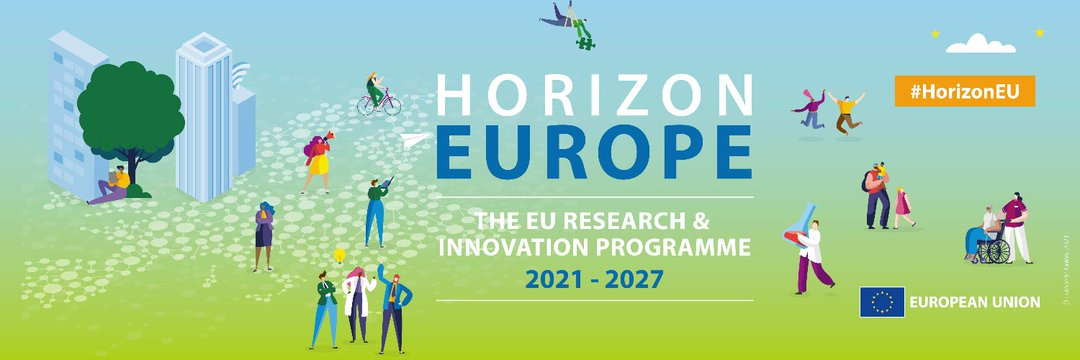 HORIZON
EUROPE
THE EU RESEARCH &
INNOVATION PROGRAMME
2021 - 2027
#HorizonEU
EUROPEAN UNION